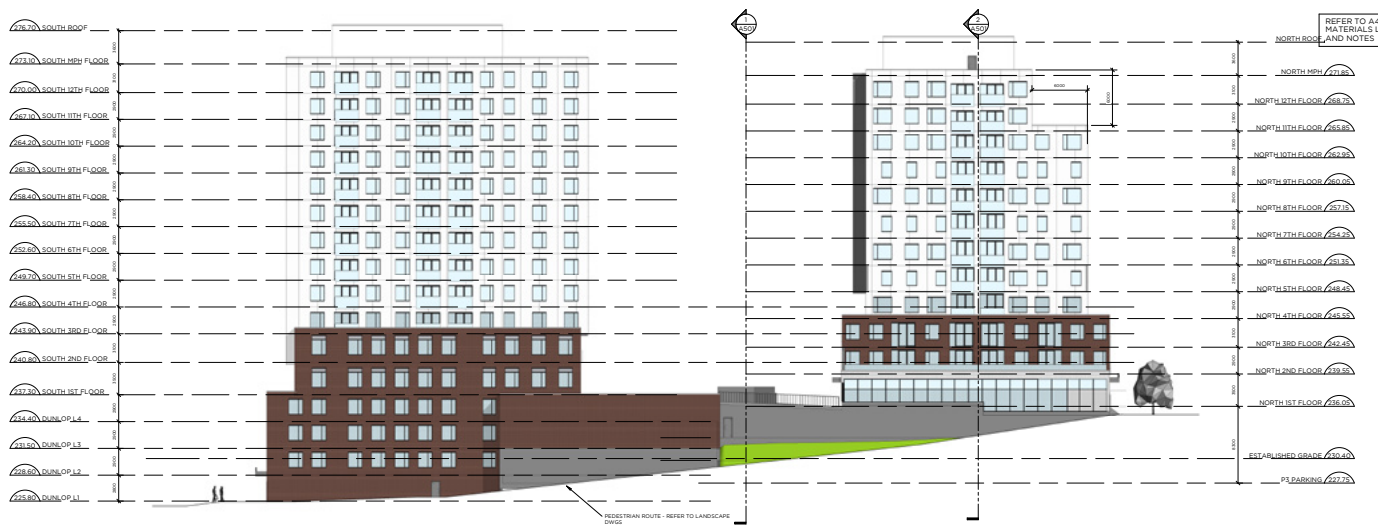 276.70 SOUTH ROOF
273.10 SOUTH MPH FLOOR
270.00 SOUTH 12TH FLOOR
267.10 SOUTH 11TH FLOOR
264.20 SOUTH 10TH FLOOR
261.30 SOUTH 9TH FLOOR
258.40 SOUTH 8TH FLOOR
255.50 SOUTH 7TH FLOOR
252.60 SOUTH 6TH FLOOR
249.70 SOUTH 5TH FLOOR
246.80 SOUTH 4TH FLOOR
243.90 SOUTH 3RD FLOOR
240.80 SOUTH 2ND FLOOR
237.30 SOUTH 1ST FLOOR
234.40 DUNLOP L4
231.50 DUNLOP L3
228.60 DUNLOP L2
225.80 DUNLOP L1
PEDESTRIAN ROUTE - REFER TO LANDSCAPE
DWGS
1
A501
2
A501
6000
6000
REFER TO A4
MATERIALS L
AND NOTES
NORTH ROOF
NORTH MPH 271.85
NORTH 12TH FLOOR 268.75
NORTH 11TH FLOOR 265.85
NORTH 10TH FLOOR 262.95
NORTH 9TH FLOOR 260.05
NORTH 8TH FLOOR 257.15
NORTH 7TH FLOOR 254.25
NORTH 6TH FLOOR 251.35
NORTH 5TH FLOOR 248.45
NORTH 4TH FLOOR 245.55
NORTH 3RD FLOOR 242.45
NORTH 2ND FLOOR 239.55
NORTH 1ST FLOOR 236.05
ESTABLISHED GRADE 230.40
P3 PARKING 227.75